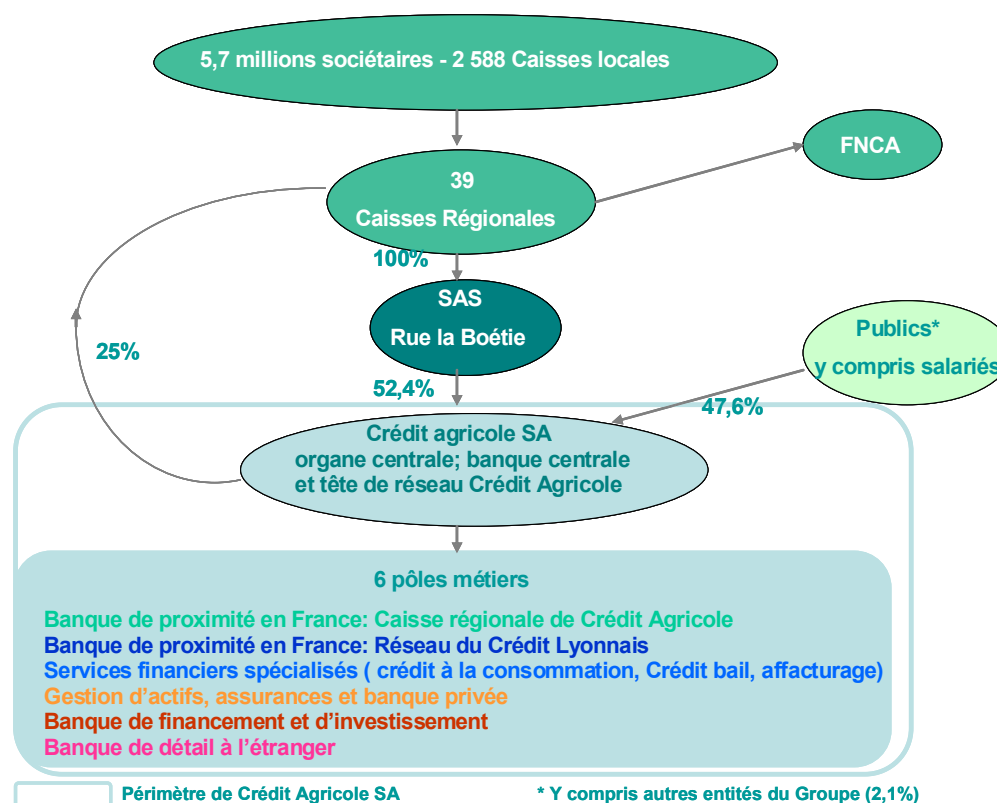 5,7 millions sociétaires - 2 588 Caisses locales
FNCA
39
Caisses Régionales
100%
SAS
Rue la Boétie
Publics*
y compris salariés
25%
52,4%
47,6%
Crédit agricole SA
organe centrale; banque centrale
et tête de réseau Crédit Agricole
6 pôles métiers
Banque de proximité en France: Caisse régionale de Crédit Agricole
Banque de proximité en France: Réseau du Crédit Lyonnais
Services financiers spécialisés ( crédit à la consommation, Crédit bail, affacturage)
Gestion d’actifs, assurances et banque privée
Banque de financement et d’investissement
Banque de détail à l’étranger
Périmètre de Crédit Agricole SA
* Y compris autres entités du Groupe (2,1%)